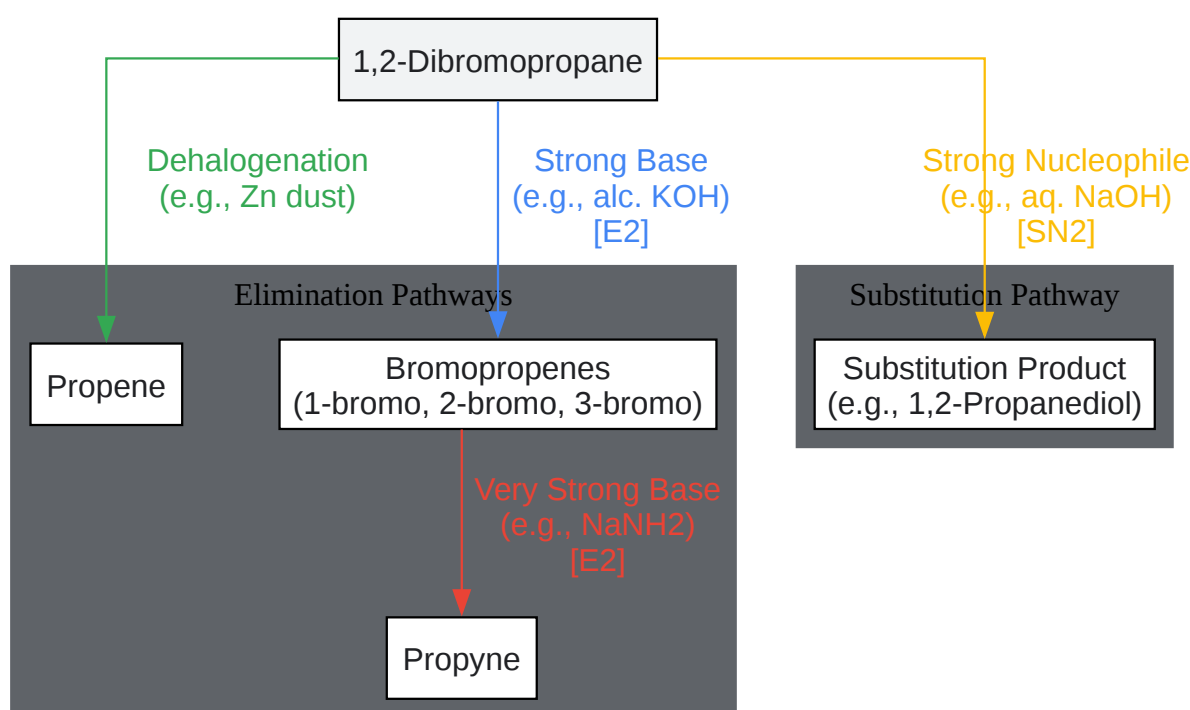 1,2-Dibromopropane
Dehalogenation
(e.g., Zn dust)
Strong Base
(e.g., alc. KOH)
[E2]
Strong Nucleophile
(e.g., aq. NaOH)
[SN2]
Elimination Pathways
Substitution Pathway
Propene
Bromopropenes
(1-bromo, 2-bromo, 3-bromo)
Substitution Product
(e.g., 1,2-Propanediol)
Very Strong Base
(e.g., NaNH2)
[E2]
Propyne